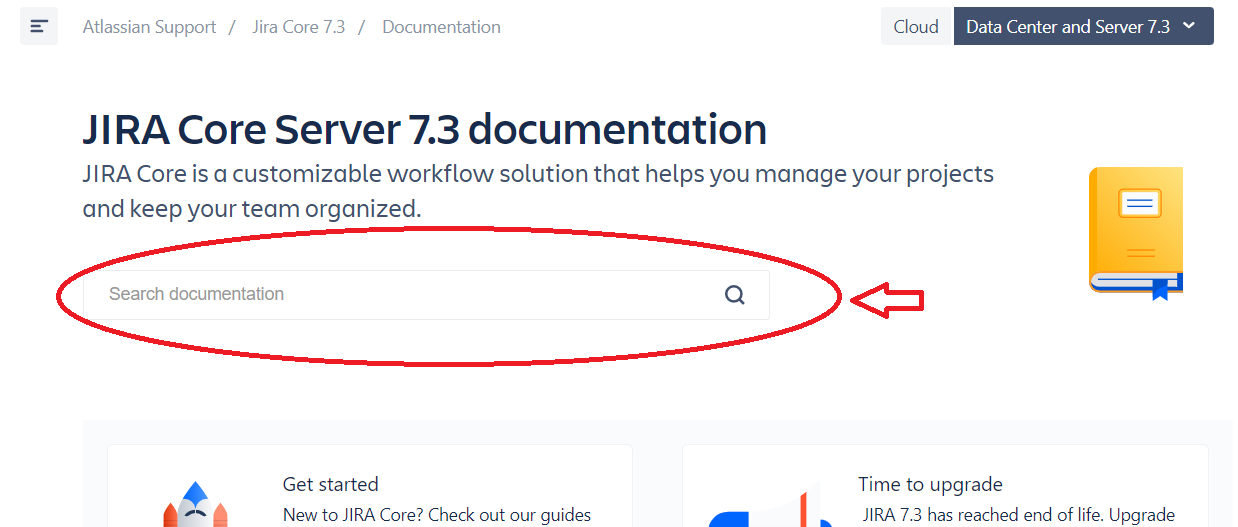 Atlassian Support / Jira Core 7.3 / Documentation
Cloud
Data Center and Server 7.3
JIRA Core Server 7.3 documentation
JIRA Core is a customizable workflow solution that helps you manage your projects
and keep your team organized.
Search documentation
Get started
New to JIRA Core? Check out our guides
Time to upgrade
JIRA 7.3 has reached end of life. Upgrade